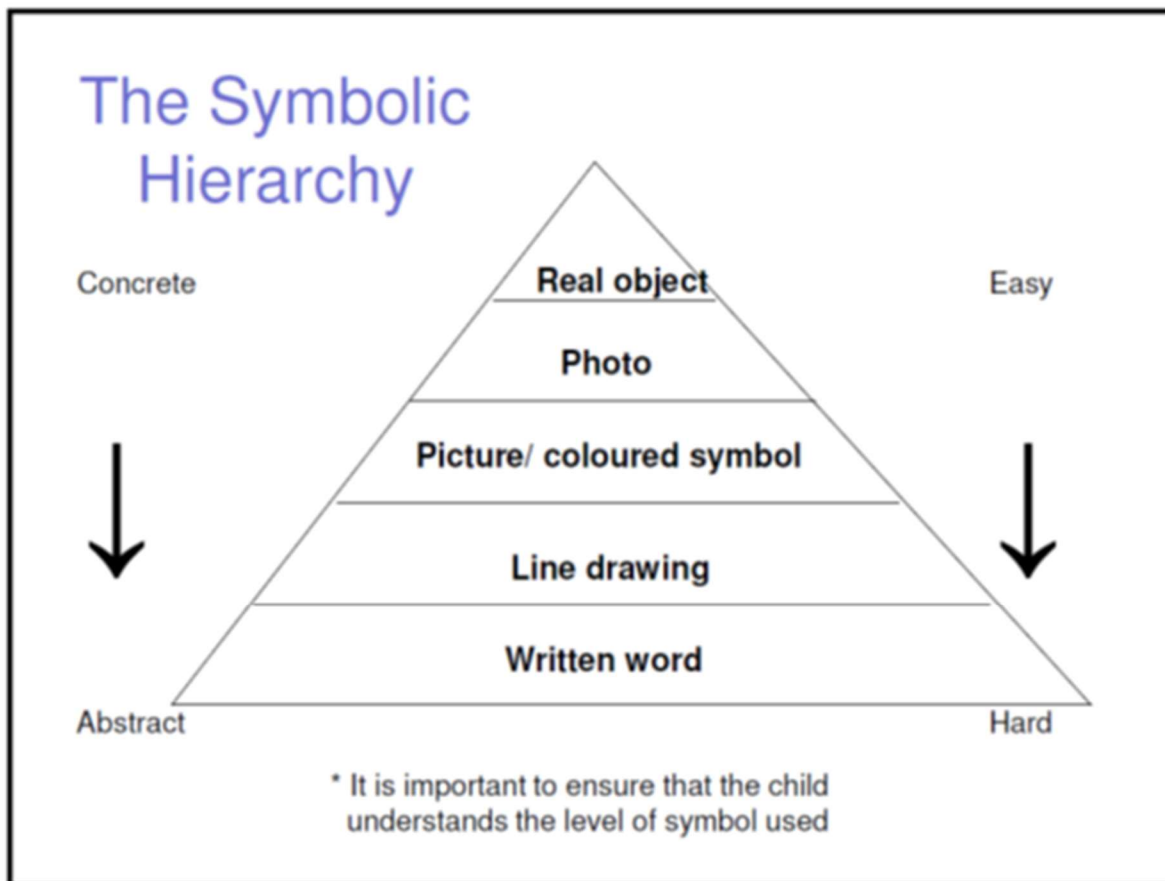 The Symbolic
Hierarchy
Concrete
Easy
Real object
Photo
Picture/ coloured symbol
Line drawing
Written word
Abstract
Hard
* It is important to ensure that the child
understands the level of symbol used